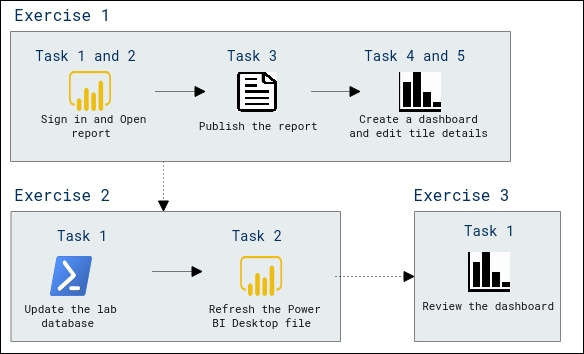 Exercise 1
Task 1 and 2
Sign in and Open
report
Task 3
Publish the report
Task 4 and 5
Create a dashboard
and edit tile details
Exercise 2
Task 1
Update the lab
database
Task 2
Refresh the Power
BI Desktop file
Exercise 3
Task 1
Review the dashboard